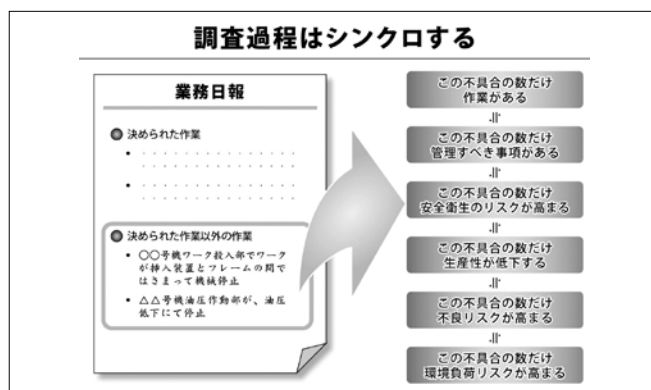 調査過程はシンクロする
業務日報
決められた作業
・・・・・・・・・・・・・・
・・・・・・・・・・・・・・
・・・・・・・・・・・・・・
・・・・・・・・・・・・・・
決められた作業以外の作業
• ○○号機ワーク投入部でワーク
が挿入装置とフレームの間で
はさまって機械停止
• △△号機油圧作動部が、油圧
低下にて停止
この不具合の数だけ
作業がある
この不具合の数だけ
管理すべき事項がある
この不具合の数だけ
安全衛生のリスクが高まる
この不具合の数だけ
生産性が低下する
この不具合の数だけ
不良リスクが高まる
この不具合の数だけ
環境負荷リスクが高まる